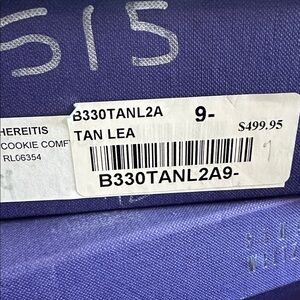 515
HEREITIS
COOKIE COMF
RL06354
B330TANL2A 9-
TAN LEA $499.95
B330TANL2A9-